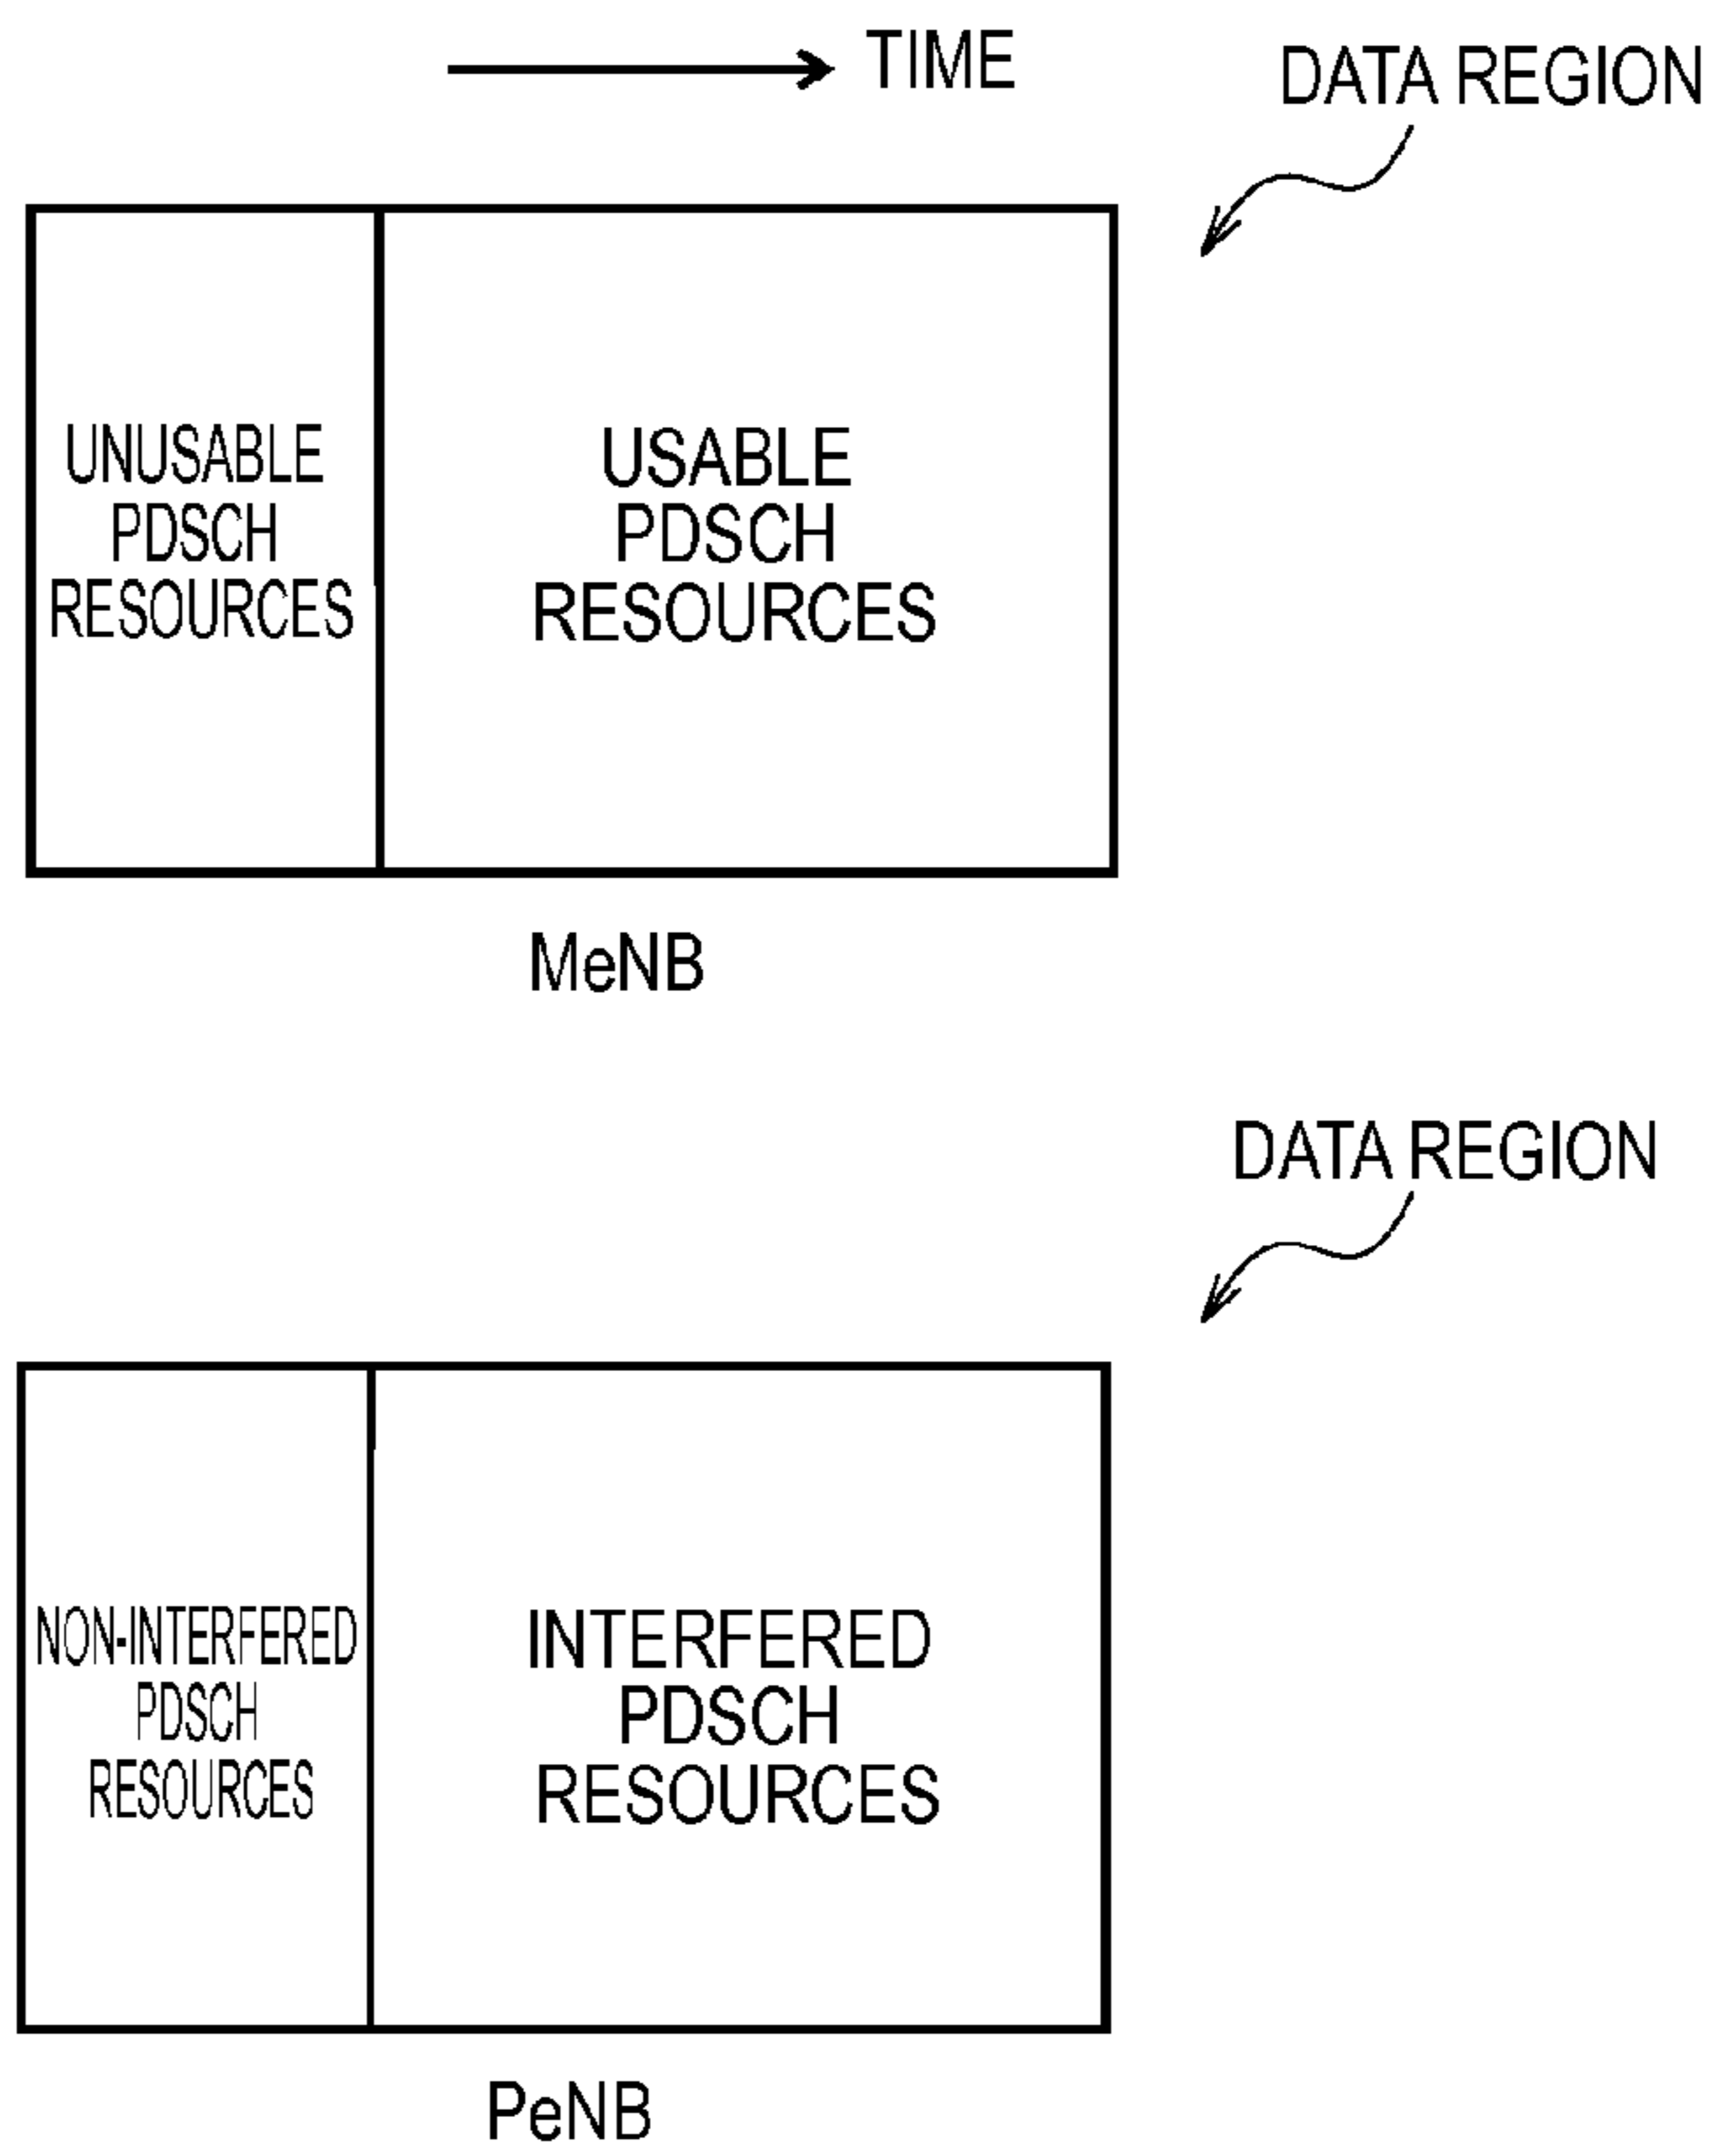 TIME
DATA REGION
UNUSABLE
PDSCH
RESOURCES
USABLE
PDSCH
RESOURCES
MeNB
DATA REGION
NON-INTERFERED
PDSCH
RESOURCES
INTERFERED
PDSCH
RESOURCES
PeNB